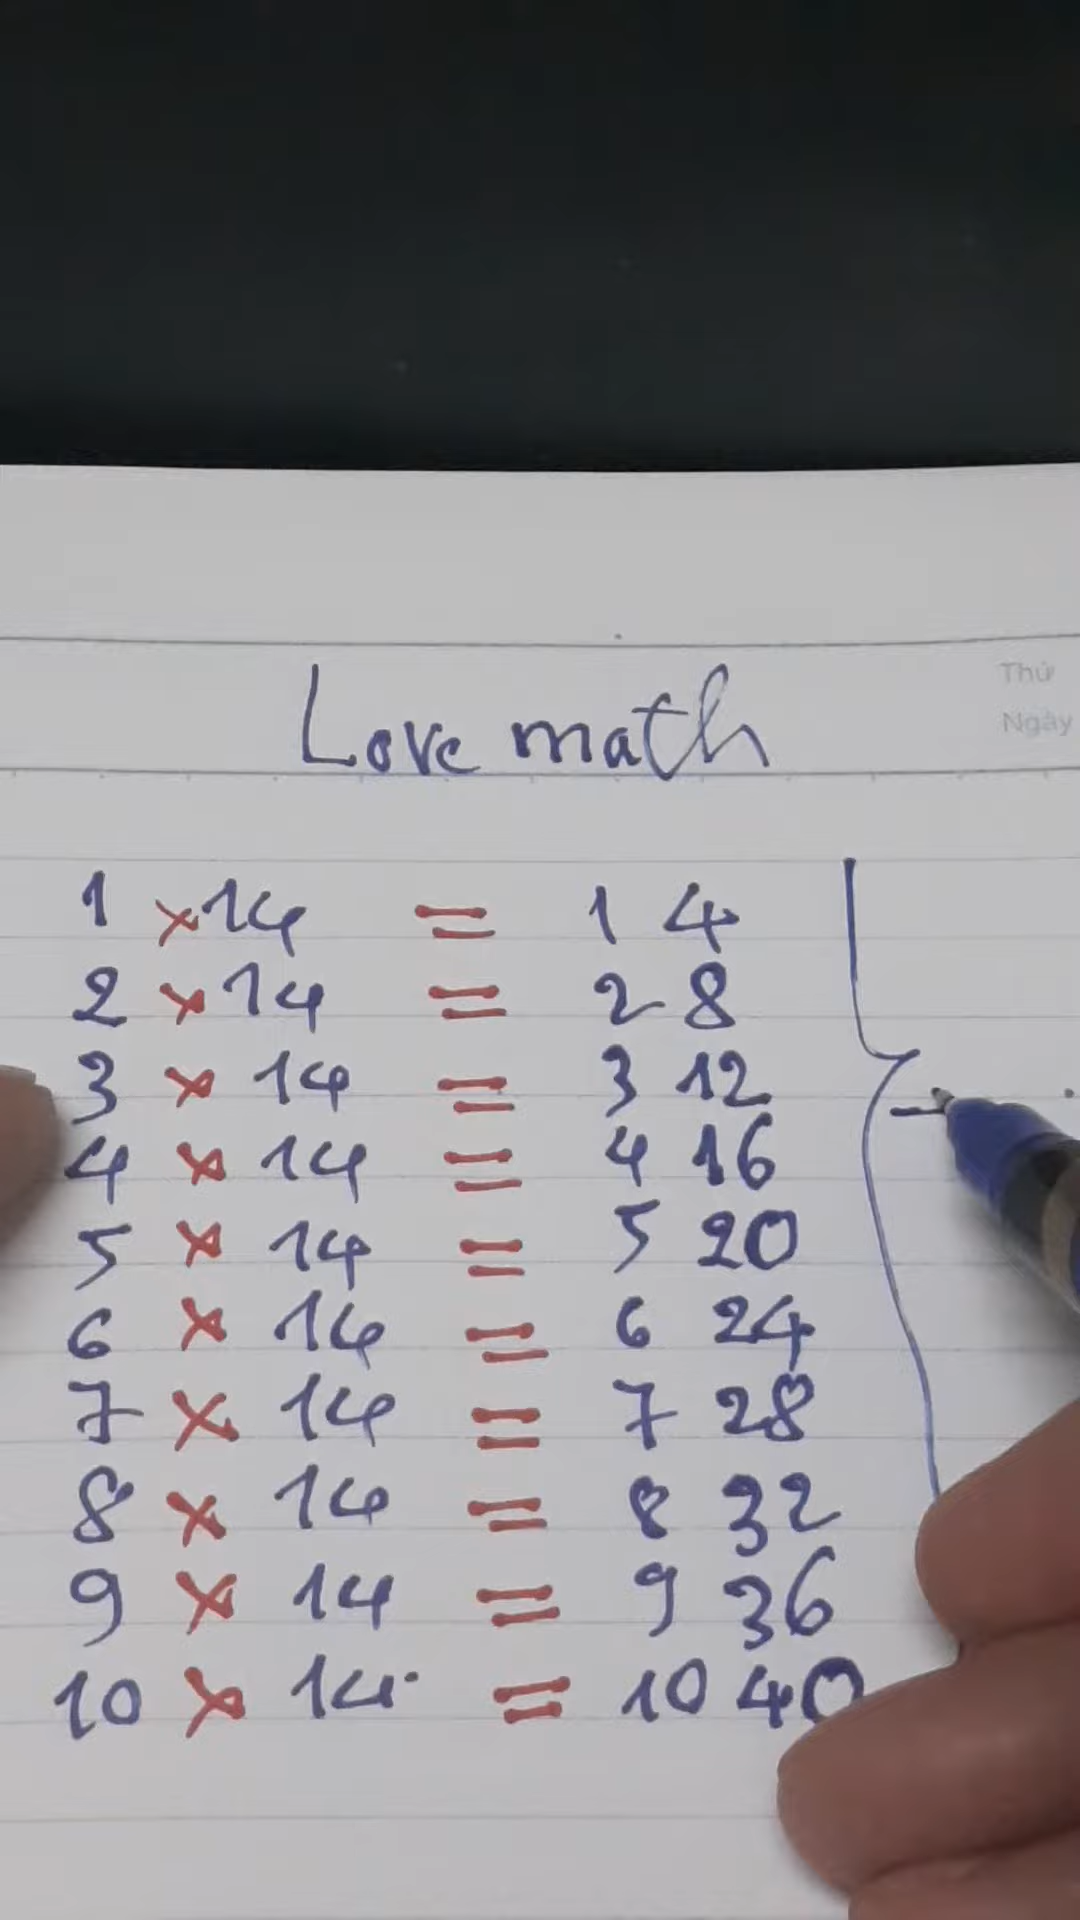 Thứ
Ngày
Love math
1 × 14 = 1 4
2 × 14 = 2 8
3 × 14 = 3 12
4 × 14 = 4 16
5 × 14 = 5 20
6 × 14 = 6 24
7 × 14 = 7 28
8 × 14 = 8 32
9 × 14 = 9 36
10 × 14 = 10 40